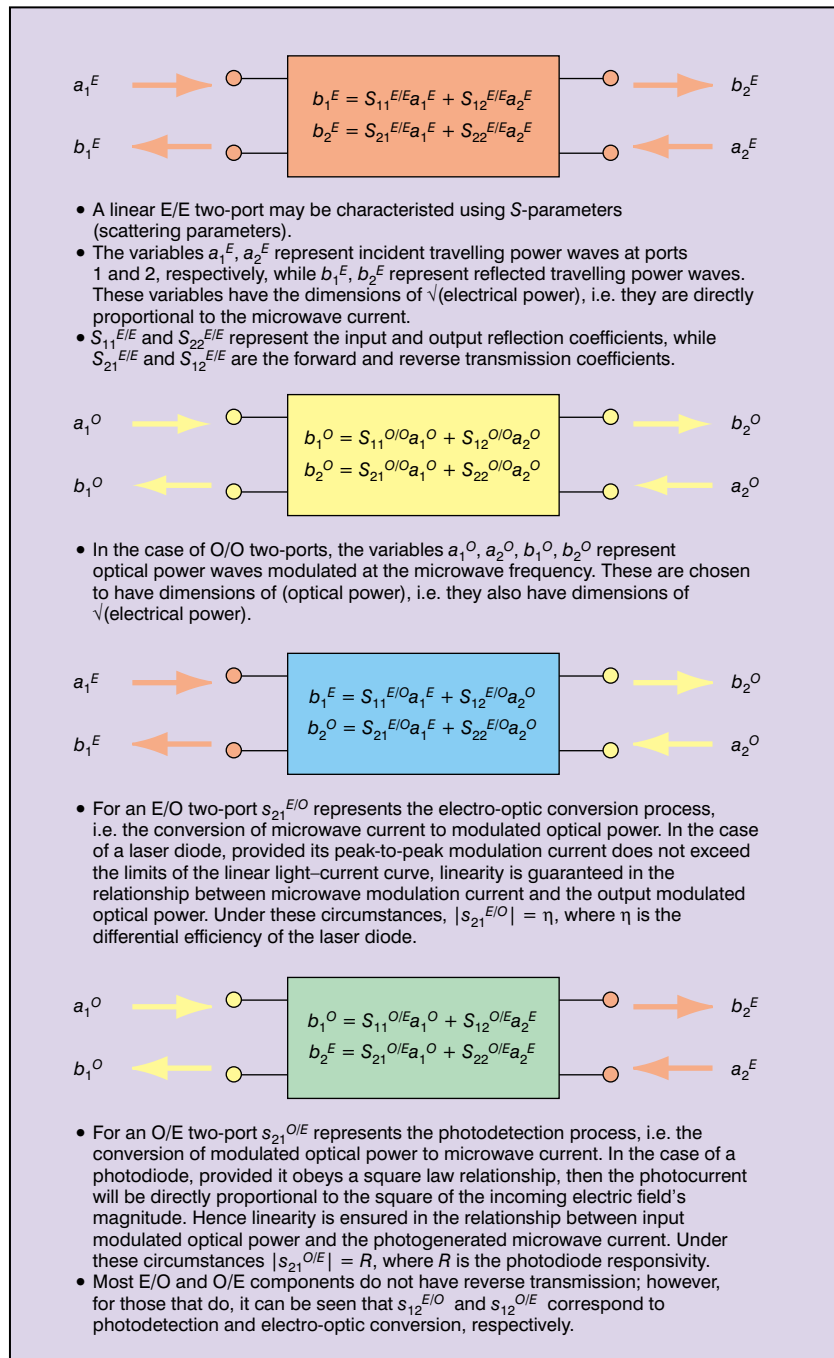 a₁ᴱ
b₁ᴱ
b₁ᴱ = S₁₁ᴱ/ᴱa₁ᴱ + S₁₂ᴱ/ᴱa₂ᴱ
b₂ᴱ = S₂₁ᴱ/ᴱa₁ᴱ + S₂₂ᴱ/ᴱa₂ᴱ
b₂ᴱ
a₂ᴱ
• A linear E/E two-port may be characteristed using S-parameters
(scattering parameters).
• The variables a₁ᴱ, a₂ᴱ represent incident travelling power waves at ports
1 and 2, respectively, while b₁ᴱ, b₂ᴱ represent reflected travelling power waves.
These variables have the dimensions of √(electrical power), i.e. they are directly
proportional to the microwave current.
• S₁₁ᴱ/ᴱ and S₂₂ᴱ/ᴱ represent the input and output reflection coefficients, while
S₂₁ᴱ/ᴱ and S₁₂ᴱ/ᴱ are the forward and reverse transmission coefficients.
a₁ᴼ
b₁ᴼ
b₁ᴼ = S₁₁ᴼ/ᴼa₁ᴼ + S₁₂ᴼ/ᴼa₂ᴼ
b₂ᴼ = S₂₁ᴼ/ᴼa₁ᴼ + S₂₂ᴼ/ᴼa₂ᴼ
b₂ᴼ
a₂ᴼ
• In the case of O/O two-ports, the variables a₁ᴼ, a₂ᴼ, b₁ᴼ, b₂ᴼ represent
optical power waves modulated at the microwave frequency. These are chosen
to have dimensions of (optical power), i.e. they also have dimensions of
√(electrical power).
a₁ᴱ
b₁ᴱ
b₁ᴱ = S₁₁ᴱ/ᴼa₁ᴱ + S₁₂ᴱ/ᴼa₂ᴼ
b₂ᴼ = S₂₁ᴱ/ᴼa₁ᴱ + S₂₂ᴱ/ᴼa₂ᴼ
b₂ᴼ
a₂ᴼ
• For an E/O two-port s₂₁ᴱ/ᴼ represents the electro-optic conversion process,
i.e. the conversion of microwave current to modulated optical power. In the case
of a laser diode, provided its peak-to-peak modulation current does not exceed
the limits of the linear light–current curve, linearity is guaranteed in the
relationship between microwave modulation current and the output modulated
optical power. Under these circumstances, |s₂₁ᴱ/ᴼ| = η, where η is the
differential efficiency of the laser diode.
a₁ᴼ
b₁ᴼ
b₁ᴼ = S₁₁ᴼ/ᴱa₁ᴼ + S₁₂ᴼ/ᴱa₂ᴱ
b₂ᴱ = S₂₁ᴼ/ᴱa₁ᴼ + S₂₂ᴼ/ᴱa₂ᴱ
b₂ᴱ
a₂ᴱ
• For an O/E two-port s₂₁ᴼ/ᴱ represents the photodetection process, i.e. the
conversion of modulated optical power to microwave current. In the case of a
photodiode, provided it obeys a square law relationship, then the photocurrent
will be directly proportional to the square of the incoming electric field's
magnitude. Hence linearity is ensured in the relationship between input
modulated optical power and the photogenerated microwave current. Under
these circumstances |s₂₁ᴼ/ᴱ| = R, where R is the photodiode responsivity.
• Most E/O and O/E components do not have reverse transmission; however,
for those that do, it can be seen that s₁₂ᴱ/ᴼ and s₁₂ᴼ/ᴱ correspond to
photodetection and electro-optic conversion, respectively.